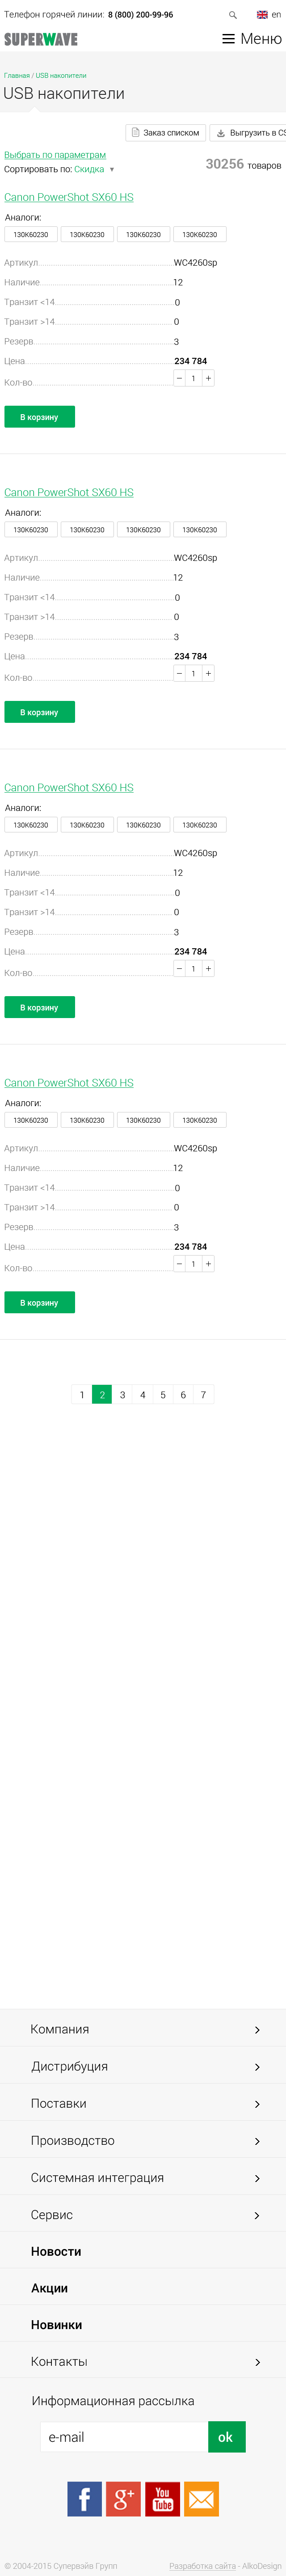 Телефон горячей линии: 8 (800) 200-99-96 en
SUPERWAVE Меню
Главная / USB накопители
USB накопители
Заказ списком Выгрузить в CS
Выбрать по параметрам
Сортировать по: Скидка ▼ 30256 товаров
Canon PowerShot SX60 HS
Аналоги:
130K60230 130K60230 130K60230 130K60230
Артикул WC4260sp
Наличие 12
Транзит <14 0
Транзит >14 0
Резерв 3
Цена 234 784
Кол-во − 1 +
В корзину
Canon PowerShot SX60 HS
Аналоги:
130K60230 130K60230 130K60230 130K60230
Артикул WC4260sp
Наличие 12
Транзит <14 0
Транзит >14 0
Резерв 3
Цена 234 784
Кол-во − 1 +
В корзину
Canon PowerShot SX60 HS
Аналоги:
130K60230 130K60230 130K60230 130K60230
Артикул WC4260sp
Наличие 12
Транзит <14 0
Транзит >14 0
Резерв 3
Цена 234 784
Кол-во − 1 +
В корзину
Canon PowerShot SX60 HS
Аналоги:
130K60230 130K60230 130K60230 130K60230
Артикул WC4260sp
Наличие 12
Транзит <14 0
Транзит >14 0
Резерв 3
Цена 234 784
Кол-во − 1 +
В корзину
1 2 3 4 5 6 7
Компания
Дистрибуция
Поставки
Производство
Системная интеграция
Сервис
Новости
Акции
Новинки
Контакты
Информационная рассылка
e-mail ok
f g+ You Tube
© 2004-2015 Супервэйв Групп Разработка сайта - AlkoDesign